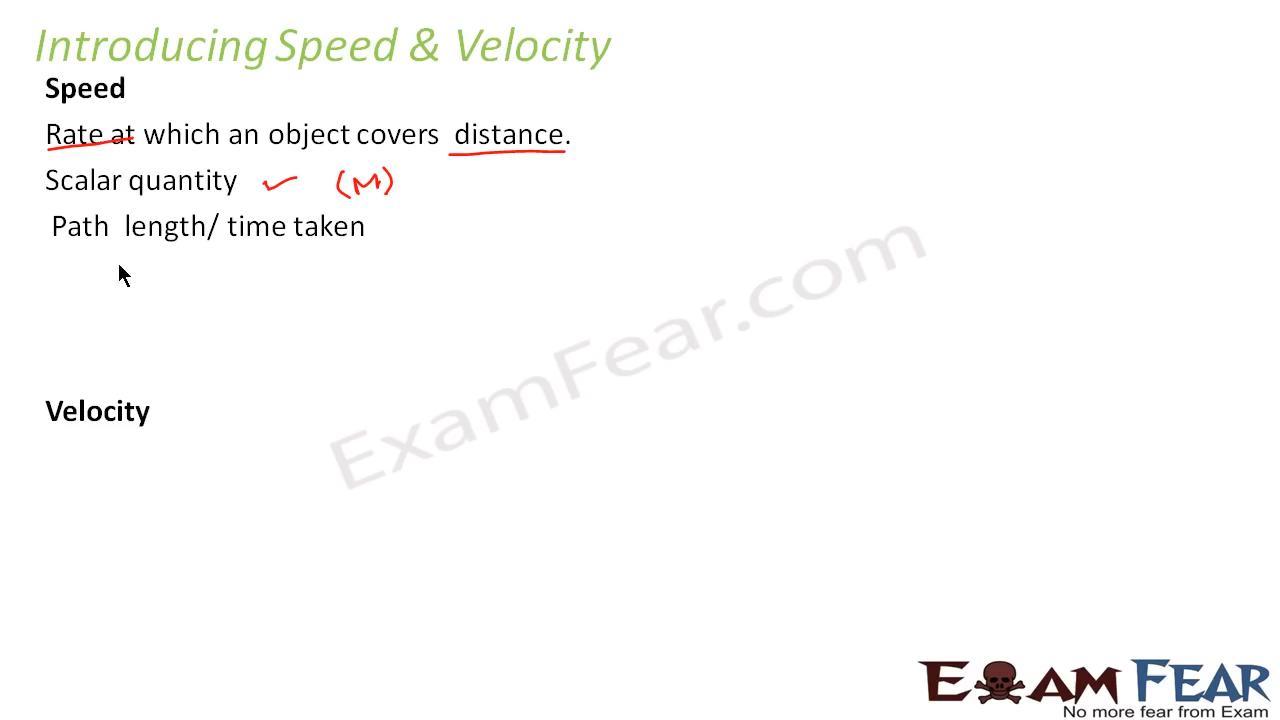 Introducing Speed & Velocity
Speed
Rate at which an object covers distance.
Scalar quantity ✓ (M)
Path length/ time taken
ExamFear.com
Velocity
EXAM FEAR
No more fear from Exam